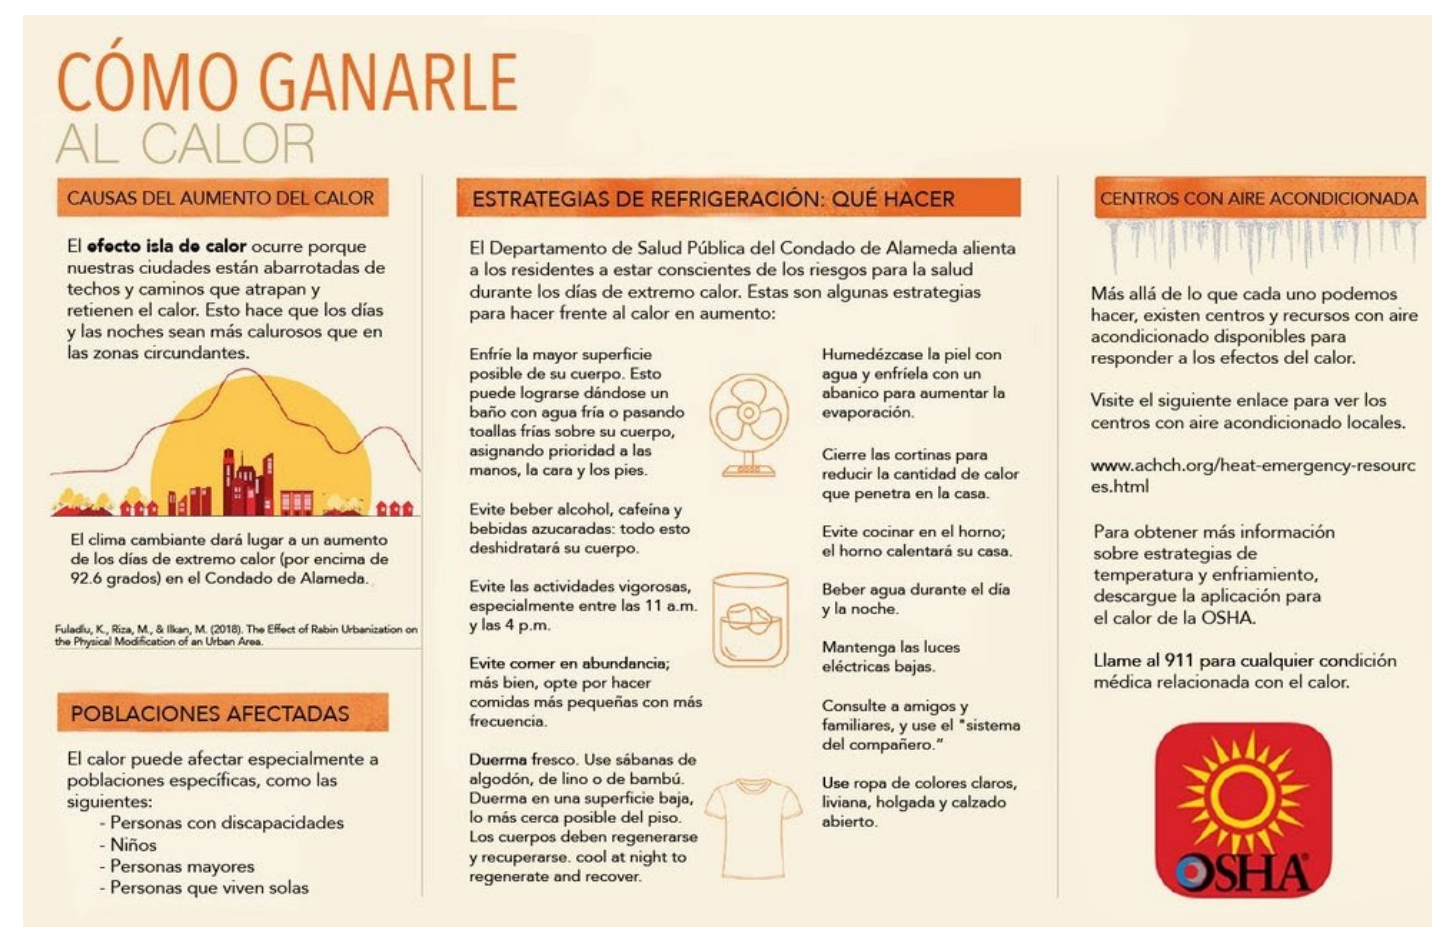 CÓMO GANARLE
AL CALOR
CAUSAS DEL AUMENTO DEL CALOR
El efecto isla de calor ocurre porque
nuestras ciudades están abarrotadas de
techos y caminos que atrapan y
retienen el calor. Esto hace que los días
y las noches sean más calurosos que en
las zonas circundantes.
El clima cambiante dará lugar a un aumento
de los días de extremo calor (por encima de
92.6 grados) en el Condado de Alameda.
Fuladlu, K., Riza, M., & Ilkan, M. (2018). The Effect of Rabin Urbanization on
the Physical Modification of an Urban Area.
POBLACIONES AFECTADAS
El calor puede afectar especialmente a
poblaciones específicas, como las
siguientes:
- Personas con discapacidades
- Niños
- Personas mayores
- Personas que viven solas
ESTRATEGIAS DE REFRIGERACIÓN: QUÉ HACER
El Departamento de Salud Pública del Condado de Alameda alienta
a los residentes a estar conscientes de los riesgos para la salud
durante los días de extremo calor. Estas son algunas estrategias
para hacer frente al calor en aumento:
Enfríe la mayor superficie
posible de su cuerpo. Esto
puede lograrse dándose un
baño con agua fría o pasando
toallas frías sobre su cuerpo,
asignando prioridad a las
manos, la cara y los pies.
Evite beber alcohol, cafeína y
bebidas azucaradas: todo esto
deshidratará su cuerpo.
Evite las actividades vigorosas,
especialmente entre las 11 a.m.
y las 4 p.m.
Evite comer en abundancia;
más bien, opte por hacer
comidas más pequeñas con más
frecuencia.
Duerma fresco. Use sábanas de
algodón, de lino o de bambú.
Duerma en una superficie baja,
lo más cerca posible del piso.
Los cuerpos deben regenerarse
y recuperarse. cool at night to
regenerate and recover.
Humedézcase la piel con
agua y enfríela con un
abanico para aumentar la
evaporación.
Cierre las cortinas para
reducir la cantidad de calor
que penetra en la casa.
Evite cocinar en el horno;
el horno calentará su casa.
Beber agua durante el día
y la noche.
Mantenga las luces
eléctricas bajas.
Consulte a amigos y
familiares, y use el "sistema
del compañero."
Use ropa de colores claros,
liviana, holgada y calzado
abierto.
CENTROS CON AIRE ACONDICIONADA
Más allá de lo que cada uno podemos
hacer, existen centros y recursos con aire
acondicionado disponibles para
responder a los efectos del calor.
Visite el siguiente enlace para ver los
centros con aire acondicionado locales.
www.achch.org/heat-emergency-resourc
es.html
Para obtener más información
sobre estrategias de
temperatura y enfriamiento,
descargue la aplicación para
el calor de la OSHA.
Llame al 911 para cualquier condición
médica relacionada con el calor.
OSHA